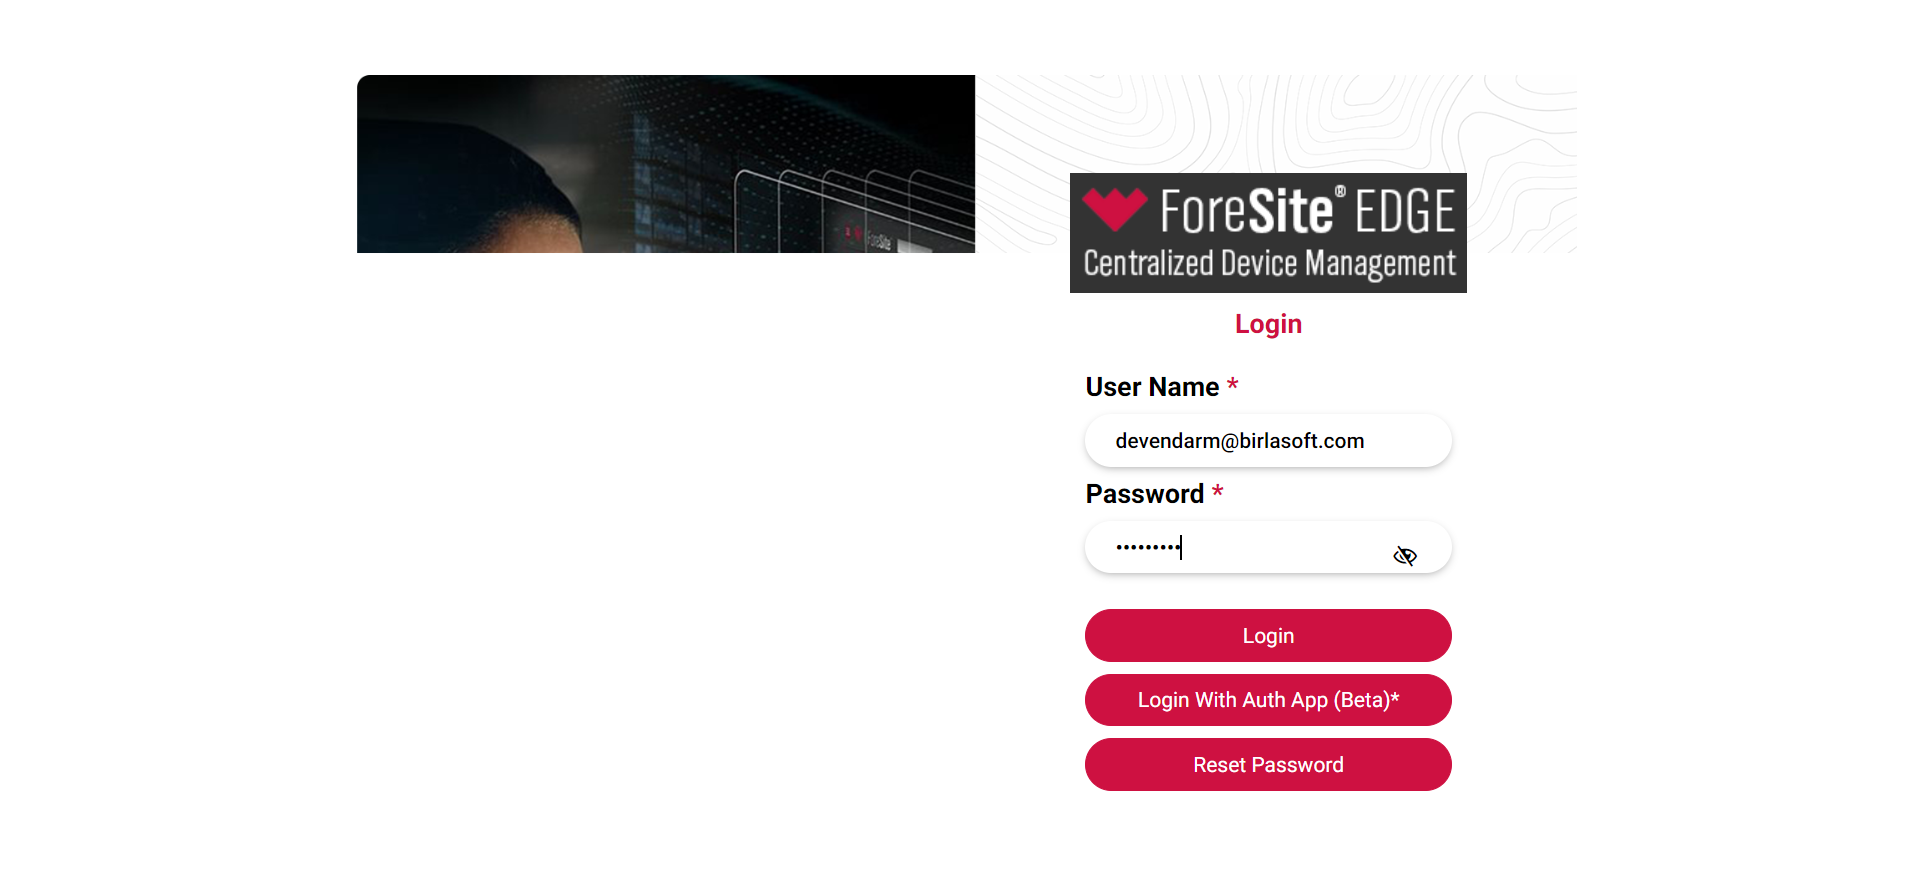 ForeSite
ForeSite® EDGE
Centralized Device Management
Login
User Name *
devendarm@birlasoft.com
Password *
•••••••••
Login
Login With Auth App (Beta)*
Reset Password